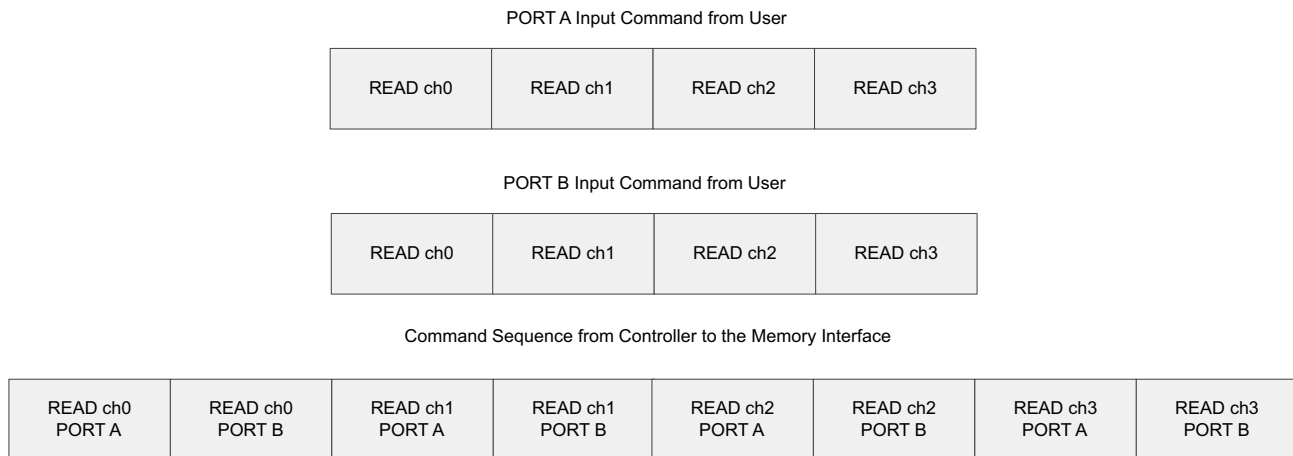 PORT A Input Command from User
READ ch0 READ ch1 READ ch2 READ ch3
PORT B Input Command from User
READ ch0 READ ch1 READ ch2 READ ch3
Command Sequence from Controller to the Memory Interface
READ ch0
PORT A
READ ch0
PORT B
READ ch1
PORT A
READ ch1
PORT B
READ ch2
PORT A
READ ch2
PORT B
READ ch3
PORT A
READ ch3
PORT B